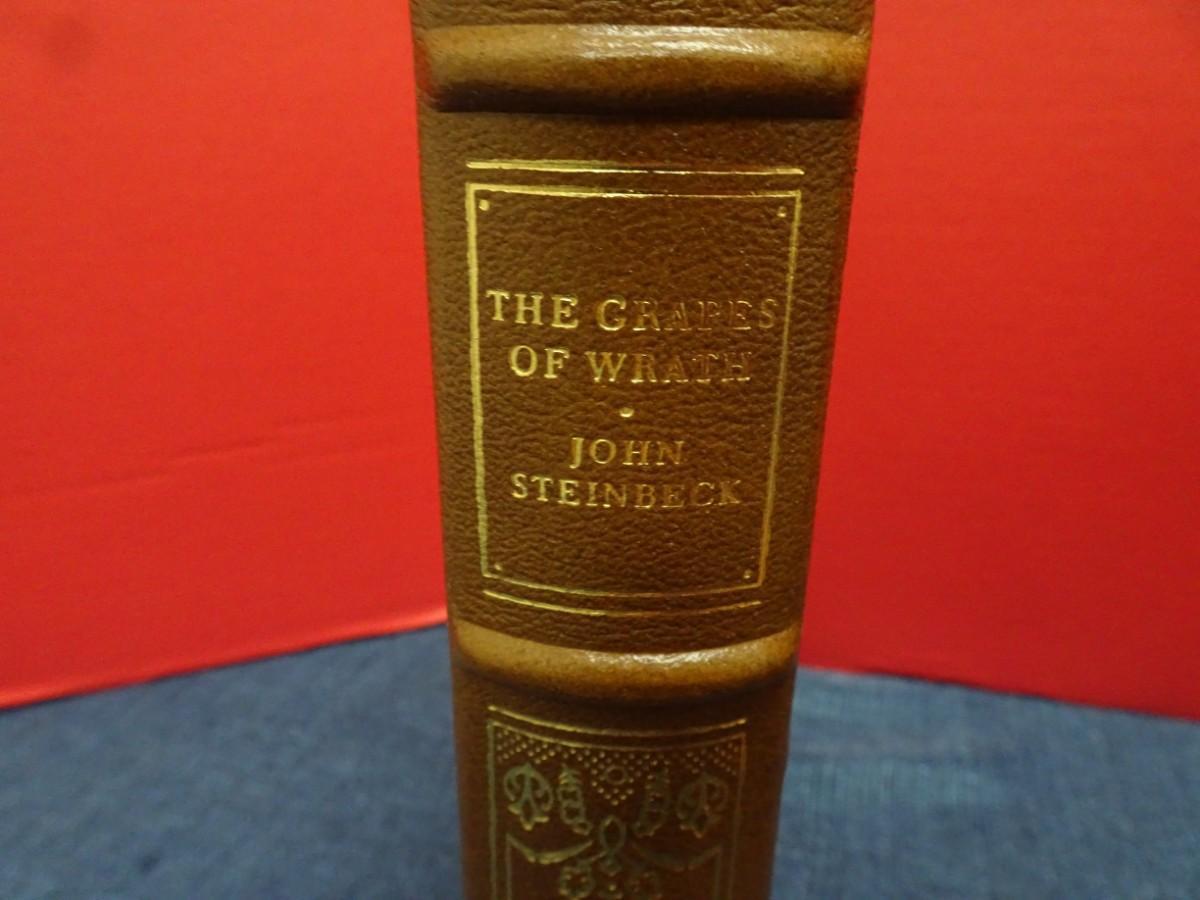 THE GRAPES
OF WRATH
JOHN
STEINBECK